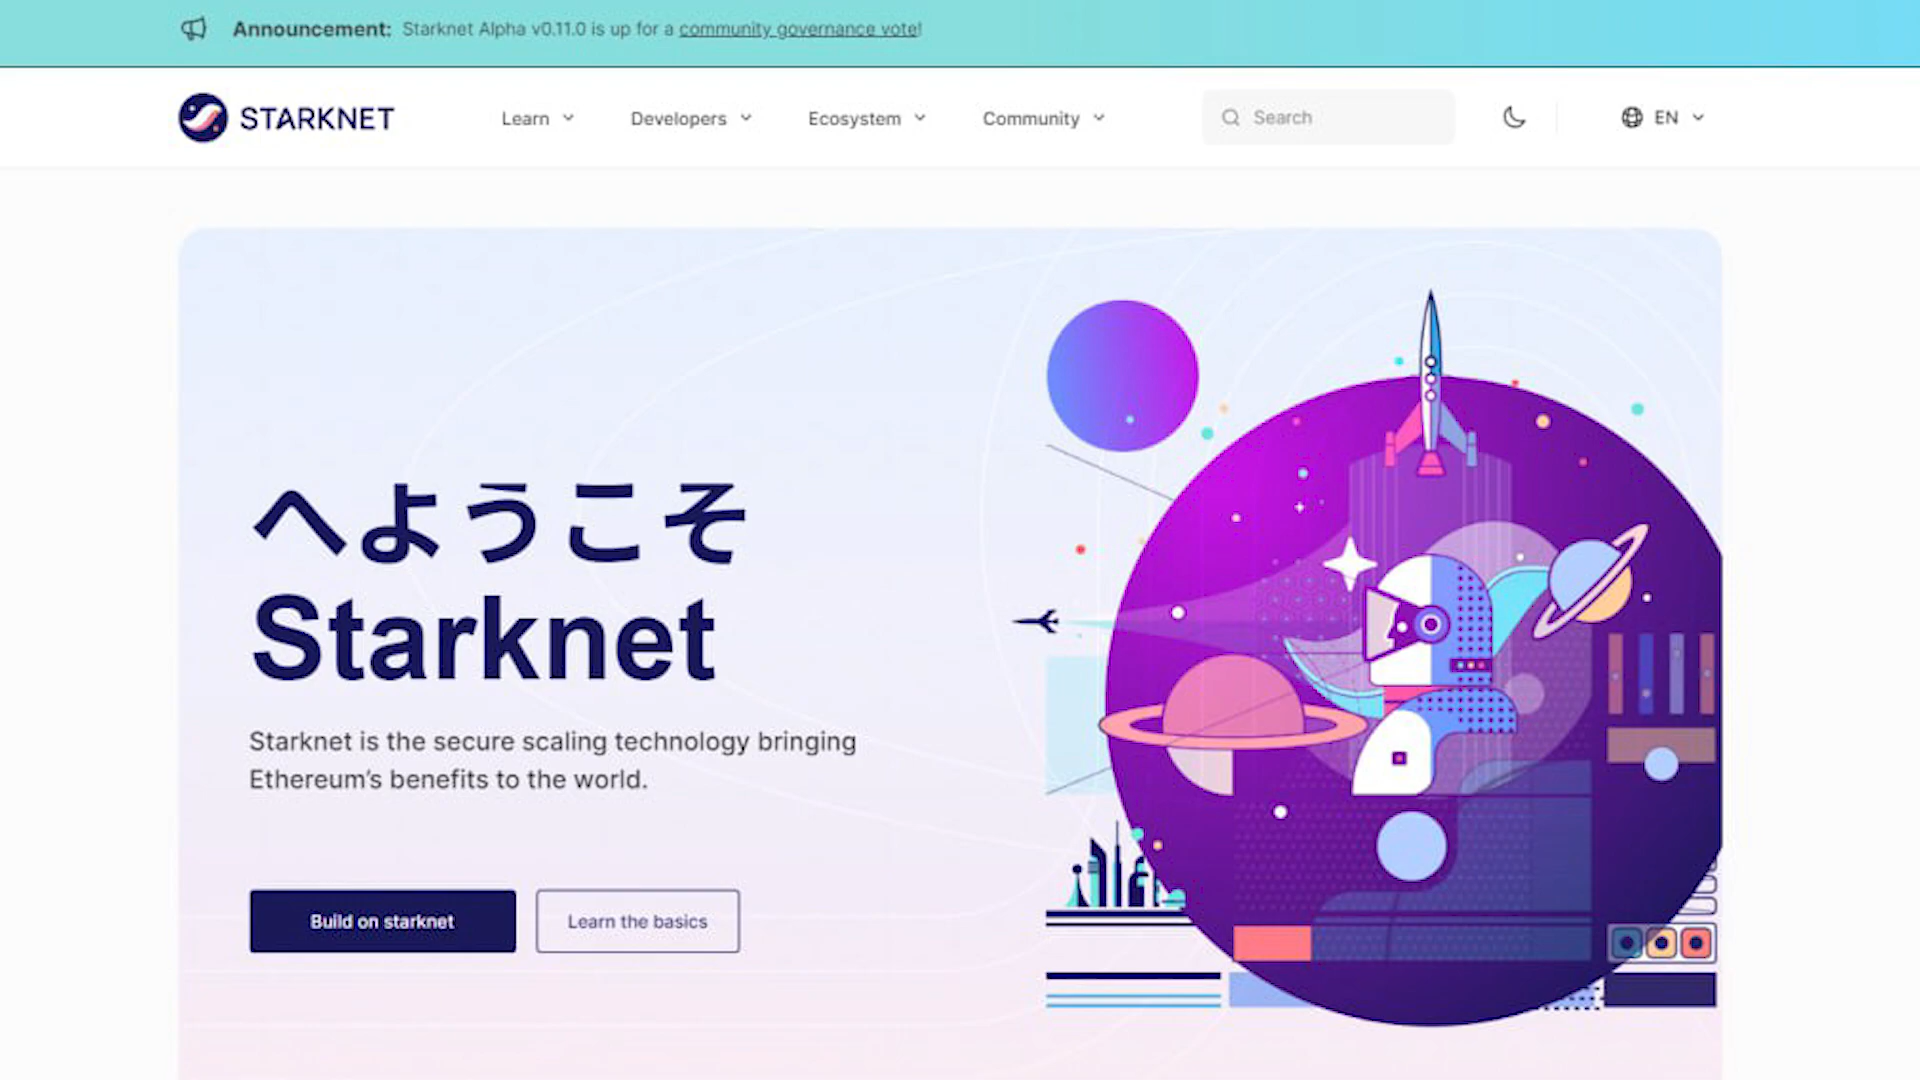 Announcement: Starknet Alpha v0.11.0 is up for a community governance vote!
STARKNET
Learn
Developers
Ecosystem
Community
Search
EN
へようこそ
Starknet
Starknet is the secure scaling technology bringing
Ethereum’s benefits to the world.
Build on starknet
Learn the basics